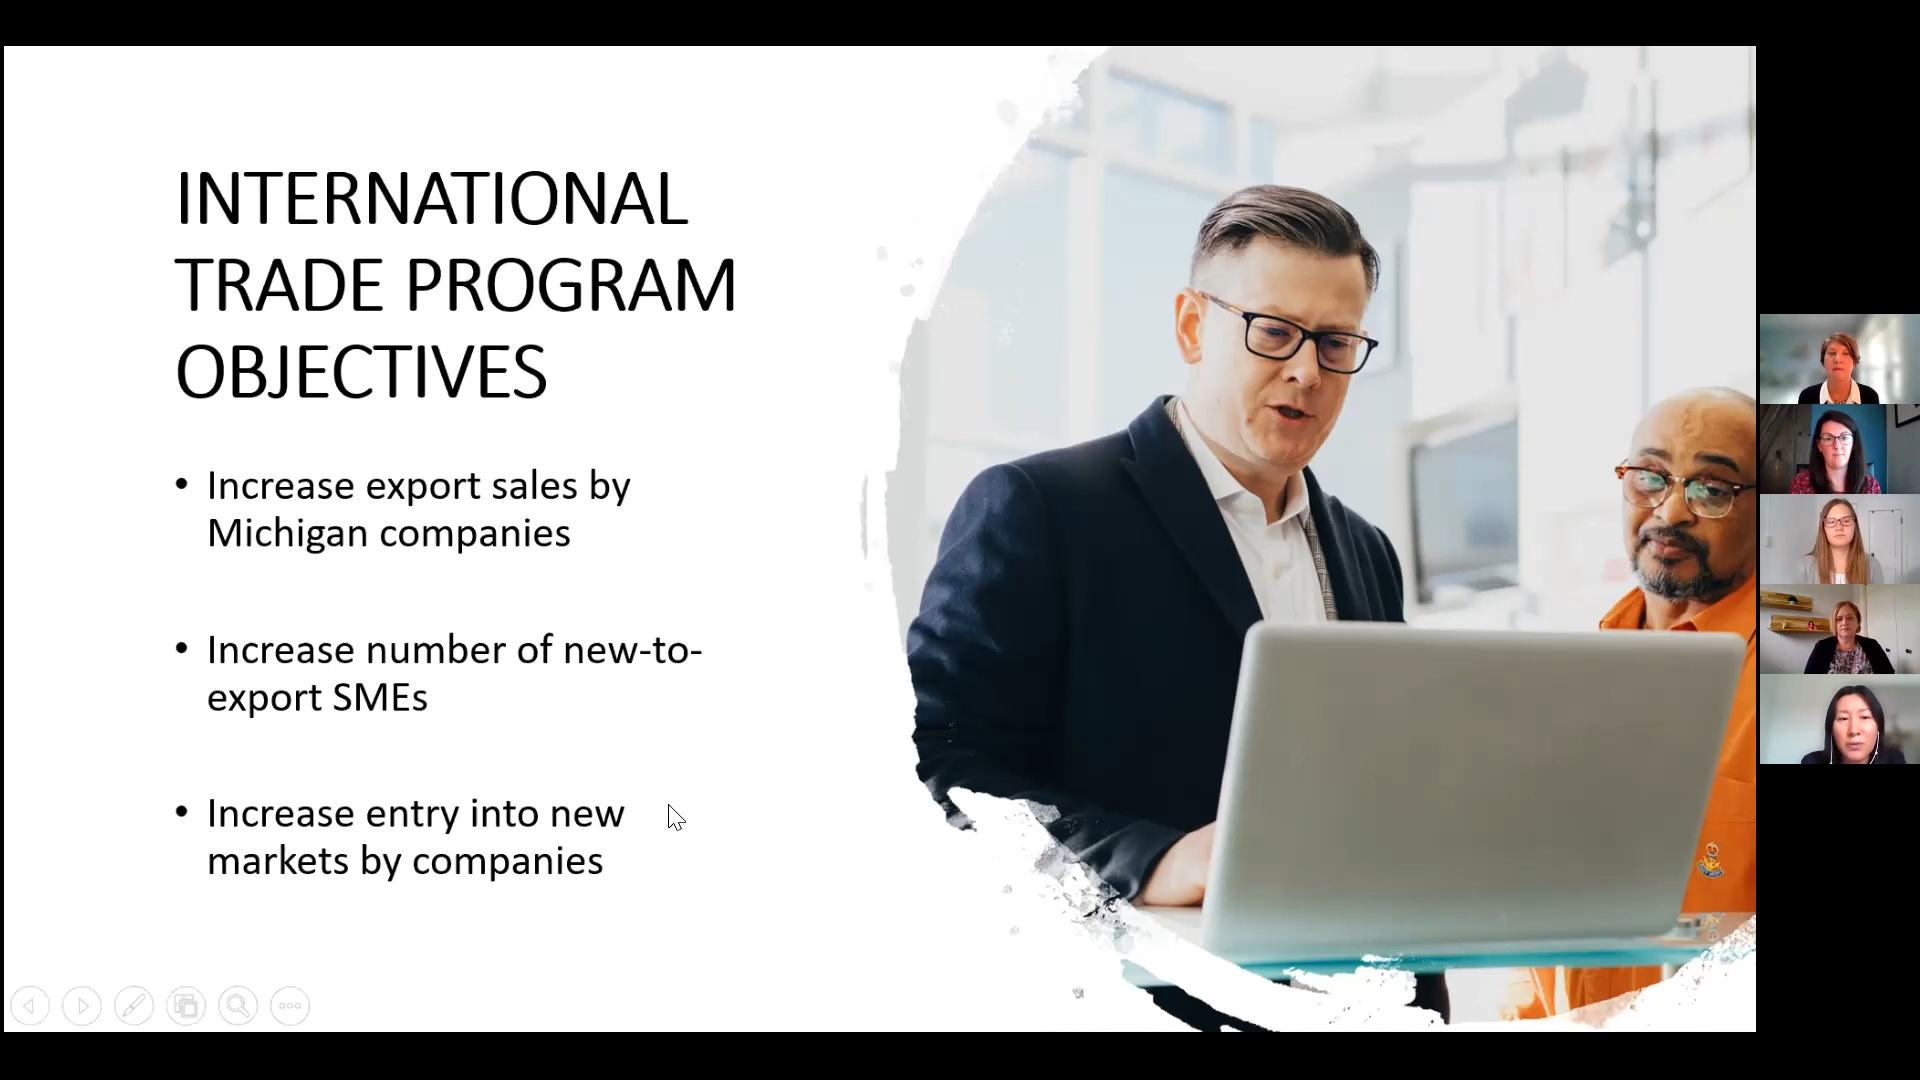 INTERNATIONAL
TRADE PROGRAM
OBJECTIVES
• Increase export sales by
Michigan companies
• Increase number of new-to-
export SMEs
• Increase entry into new
markets by companies